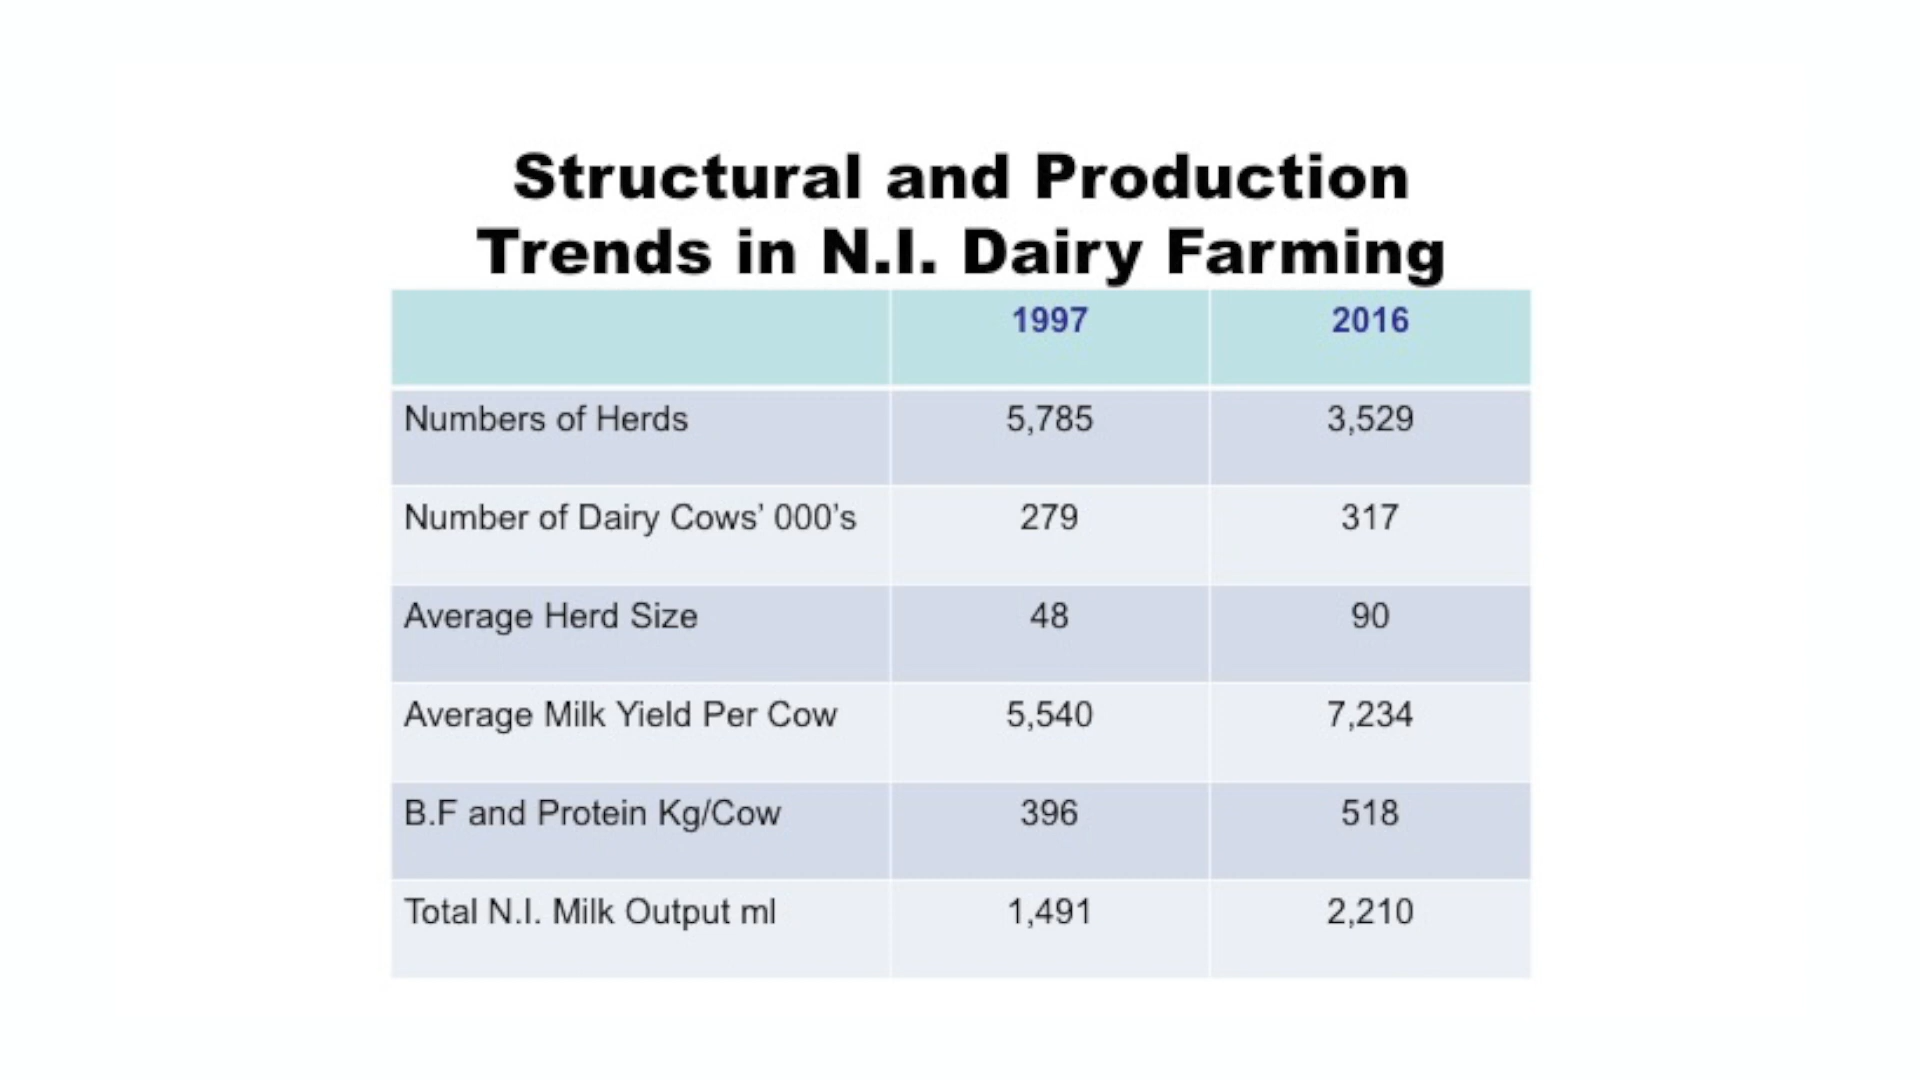 Structural and Production
Trends in N.I. Dairy Farming
1997 2016
Numbers of Herds 5,785 3,529
Number of Dairy Cows’ 000’s 279 317
Average Herd Size 48 90
Average Milk Yield Per Cow 5,540 7,234
B.F and Protein Kg/Cow 396 518
Total N.I. Milk Output ml 1,491 2,210